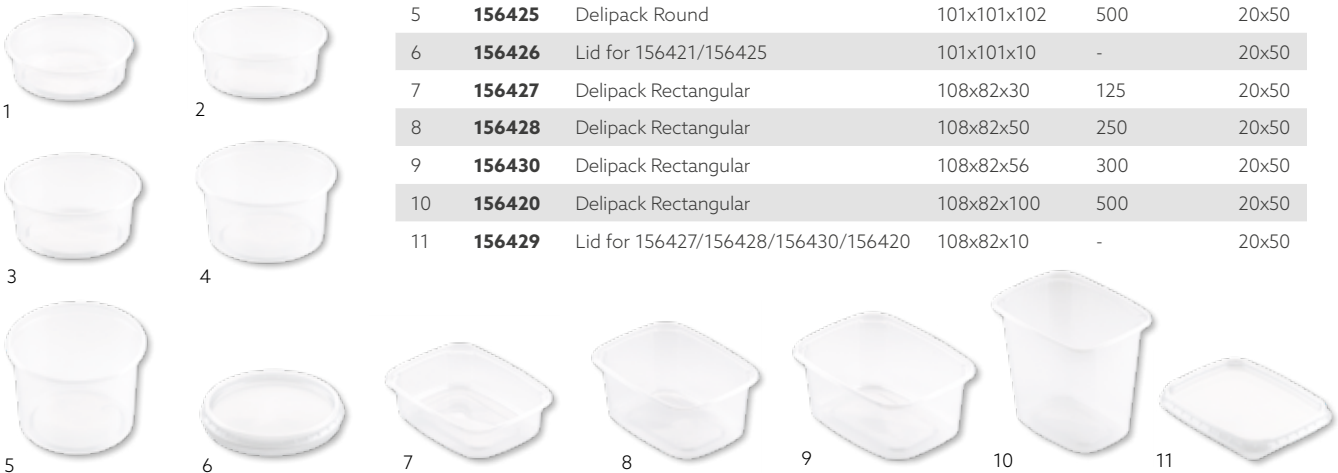 5 156425 Delipack Round 101x101x102 500 20x50
6 156426 Lid for 156421/156425 101x101x10 - 20x50
7 156427 Delipack Rectangular 108x82x30 125 20x50
8 156428 Delipack Rectangular 108x82x50 250 20x50
9 156430 Delipack Rectangular 108x82x56 300 20x50
10 156420 Delipack Rectangular 108x82x100 500 20x50
11 156429 Lid for 156427/156428/156430/156420 108x82x10 - 20x50
1 2
3 4
5 6 7 8 9 10 11